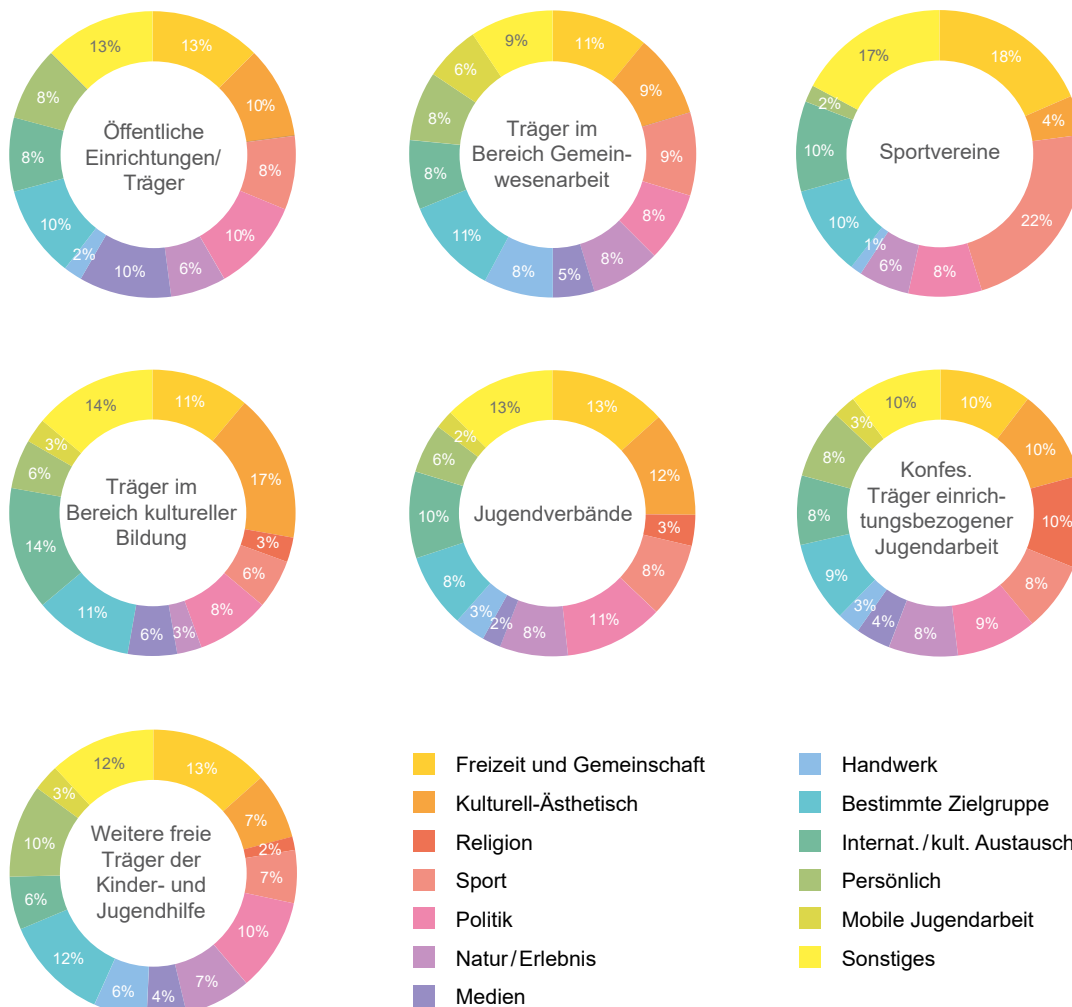 13%
13%
10%
8%
10%
6%
10%
2%
10%
8%
8%
Öffentliche
Einrichtungen/
Träger
9%
11%
9%
9%
8%
8%
5%
8%
11%
8%
8%
6%
Träger im
Bereich Gemein-
wesenarbeit
17%
18%
4%
22%
8%
6%
1%
10%
10%
2%
Sportvereine
14%
11%
17%
3%
6%
8%
3%
6%
11%
14%
6%
3%
Träger im
Bereich kultureller
Bildung
13%
13%
12%
3%
8%
11%
8%
2%
3%
8%
10%
6%
2%
Jugendverbände
10%
10%
10%
10%
8%
9%
8%
4%
3%
9%
8%
8%
3%
Konfes.
Träger einrich-
tungsbezogener
Jugendarbeit
12%
13%
7%
2%
7%
10%
7%
4%
6%
12%
6%
10%
3%
Weitere freie
Träger der
Kinder- und
Jugendhilfe
Freizeit und Gemeinschaft
Kulturell-Ästhetisch
Religion
Sport
Politik
Natur/Erlebnis
Medien
Handwerk
Bestimmte Zielgruppe
Internat./kult. Austausch
Persönlich
Mobile Jugendarbeit
Sonstiges